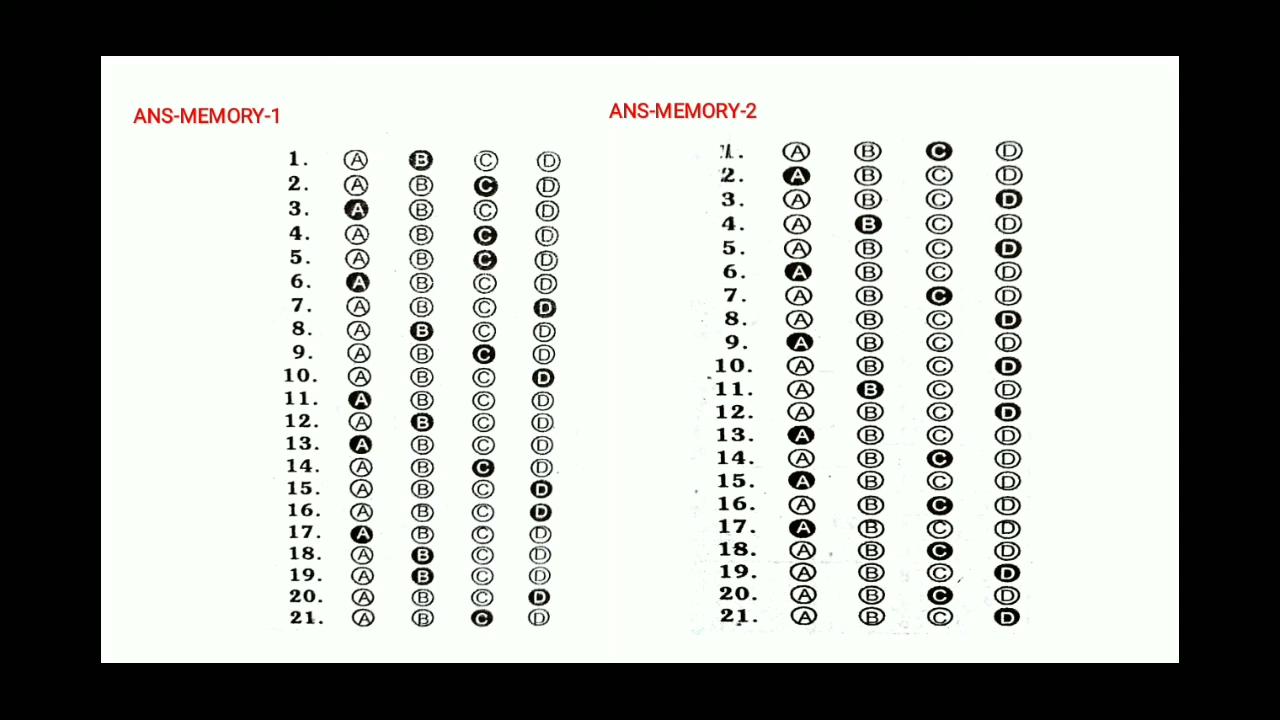 ANS-MEMORY-1
1. A B C D
2. A B C D
3. A B C D
4. A B C D
5. A B C D
6. A B C D
7. A B C D
8. A B C D
9. A B C D
10. A B C D
11. A B C D
12. A B C D
13. A B C D
14. A B C D
15. A B C D
16. A B C D
17. A B C D
18. A B C D
19. A B C D
20. A B C D
21. A B C D
ANS-MEMORY-2
1. A B C D
2. A B C D
3. A B C D
4. A B C D
5. A B C D
6. A B C D
7. A B C D
8. A B C D
9. A B C D
10. A B C D
11. A B C D
12. A B C D
13. A B C D
14. A B C D
15. A B C D
16. A B C D
17. A B C D
18. A B C D
19. A B C D
20. A B C D
21. A B C D